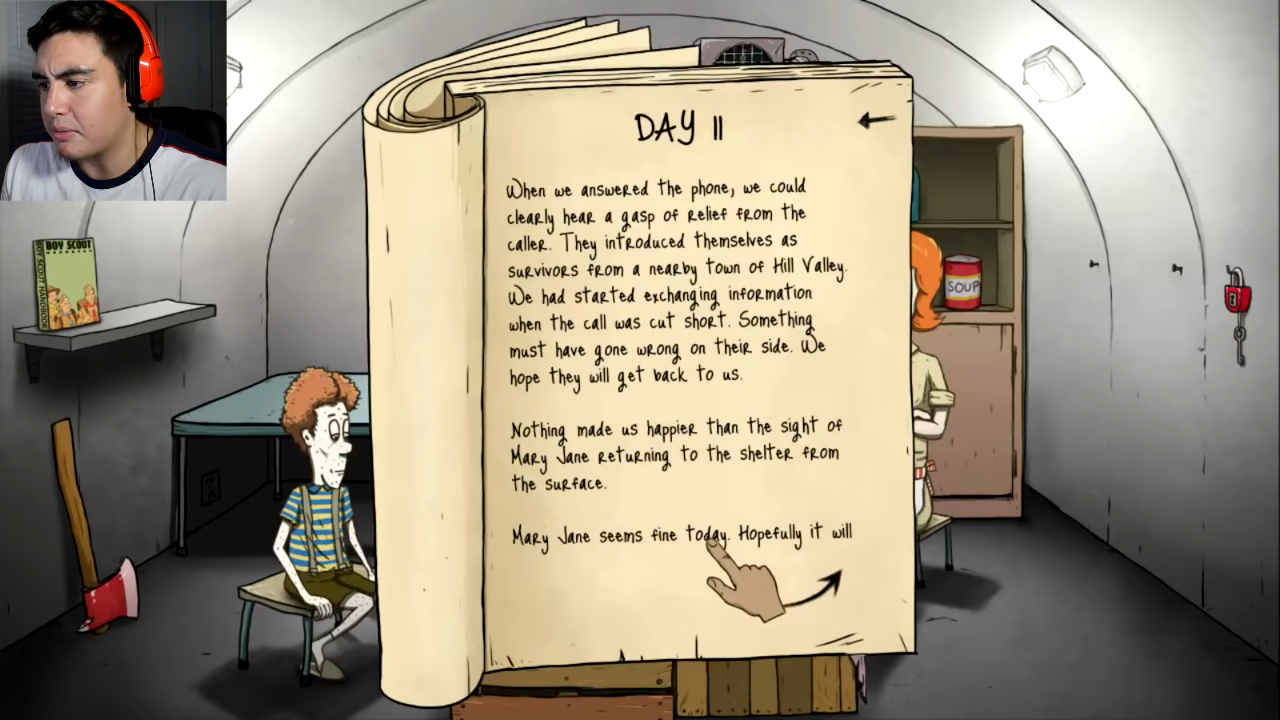 DAY 11
When we answered the phone, we could
clearly hear a gasp of relief from the
caller. They introduced themselves as
survivors from a nearby town of Hill Valley.
We had started exchanging information
when the call was cut short. Something
must have gone wrong on their side. We
hope they will get back to us.
Nothing made us happier than the sight of
Mary Jane returning to the shelter from
the surface.
Mary Jane seems fine today. Hopefully it will
BOY SCOUT
BOY SCOUT HANDBOOK
SOUP